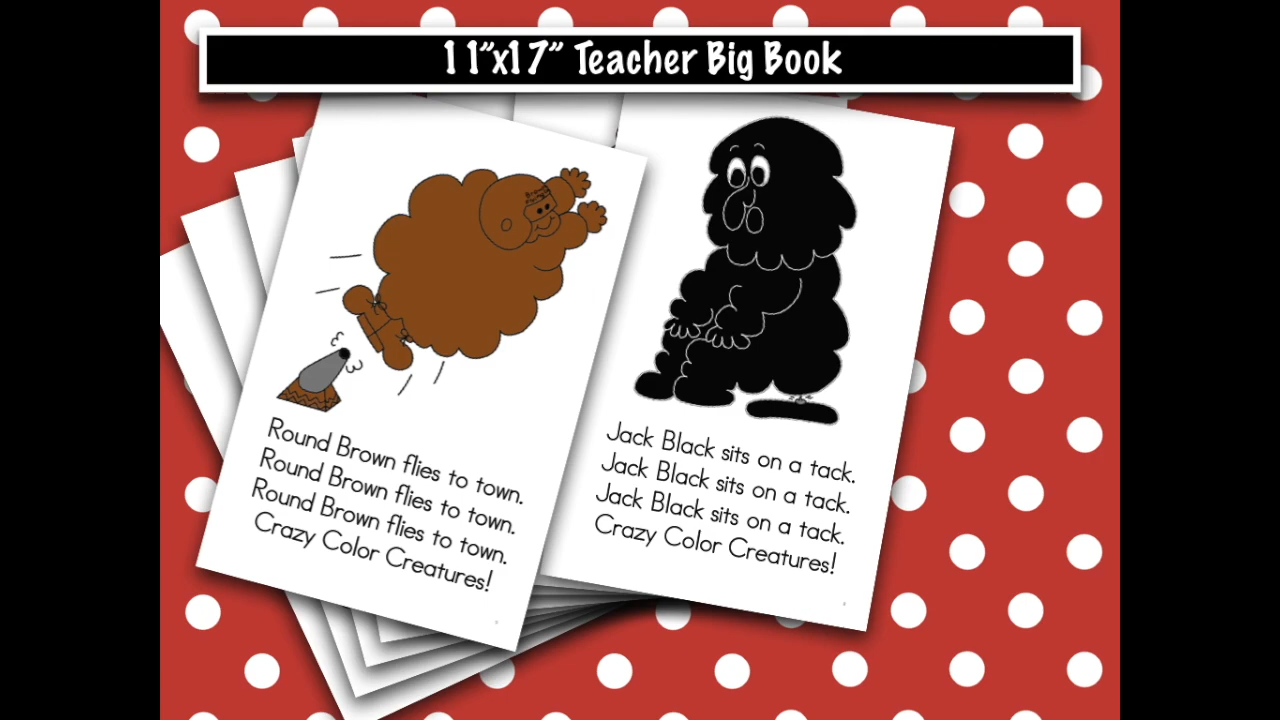 11”x17” Teacher Big Book
Round Brown flies to town.
Round Brown flies to town.
Round Brown flies to town.
Crazy Color Creatures!
Jack Black sits on a tack.
Jack Black sits on a tack.
Jack Black sits on a tack.
Crazy Color Creatures!